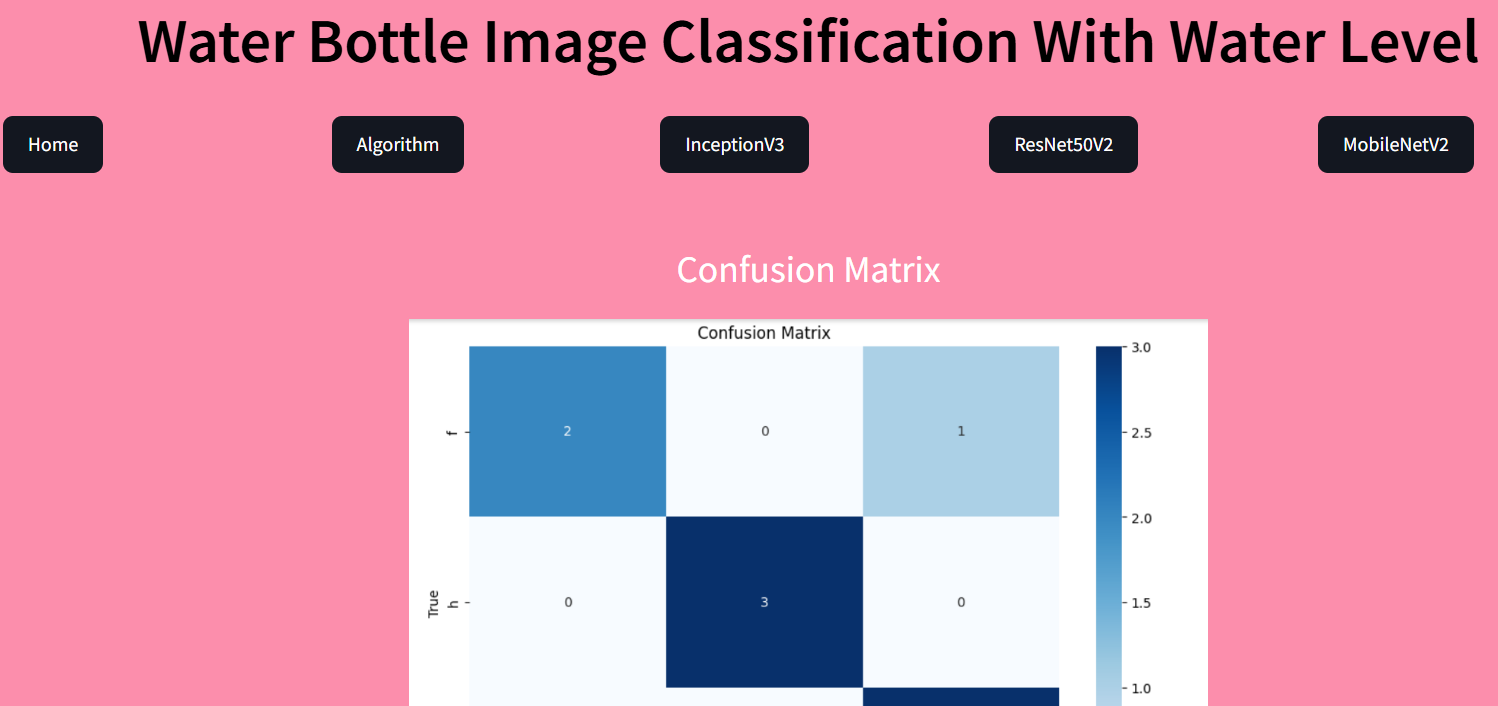 Water Bottle Image Classification With Water Level
Home Algorithm InceptionV3 ResNet50V2 MobileNetV2
Confusion Matrix
Confusion Matrix
3.0
f 2 0 1 2.5
2.0
True h 0 3 0 1.5
1.0